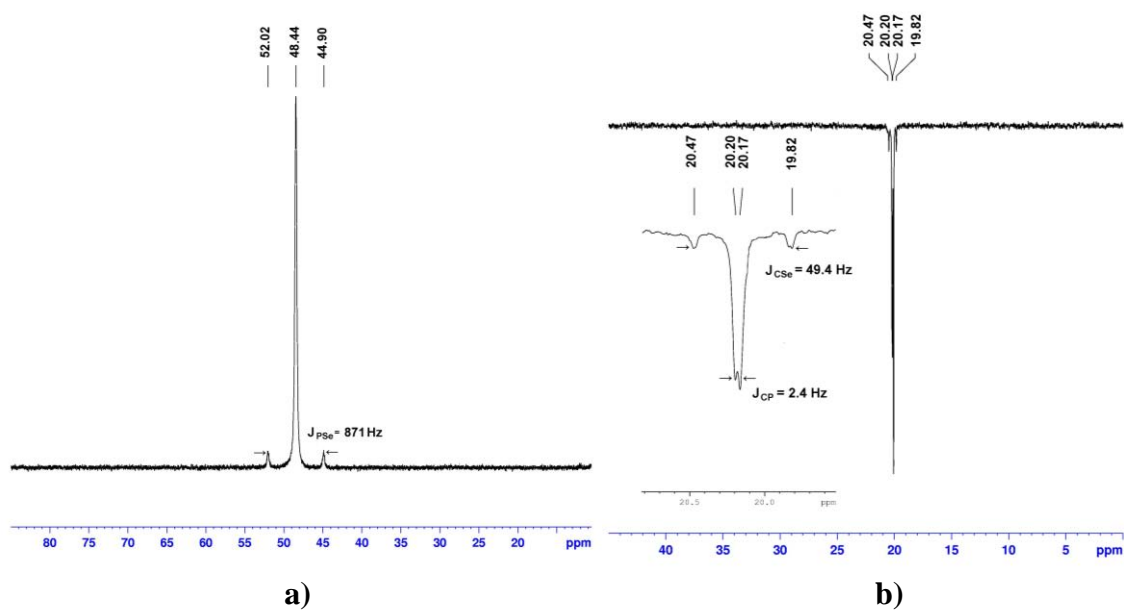 52.02
48.44
44.90
J_PSe = 871 Hz
80 75 70 65 60 55 50 45 40 35 30 25 20 ppm
a)
20.47
20.20
20.17
19.82
20.47
20.20
20.17
19.82
J_CSe = 49.4 Hz
J_CP = 2.4 Hz
20.5 20.0 ppm
40 35 30 25 20 15 10 5 ppm
b)